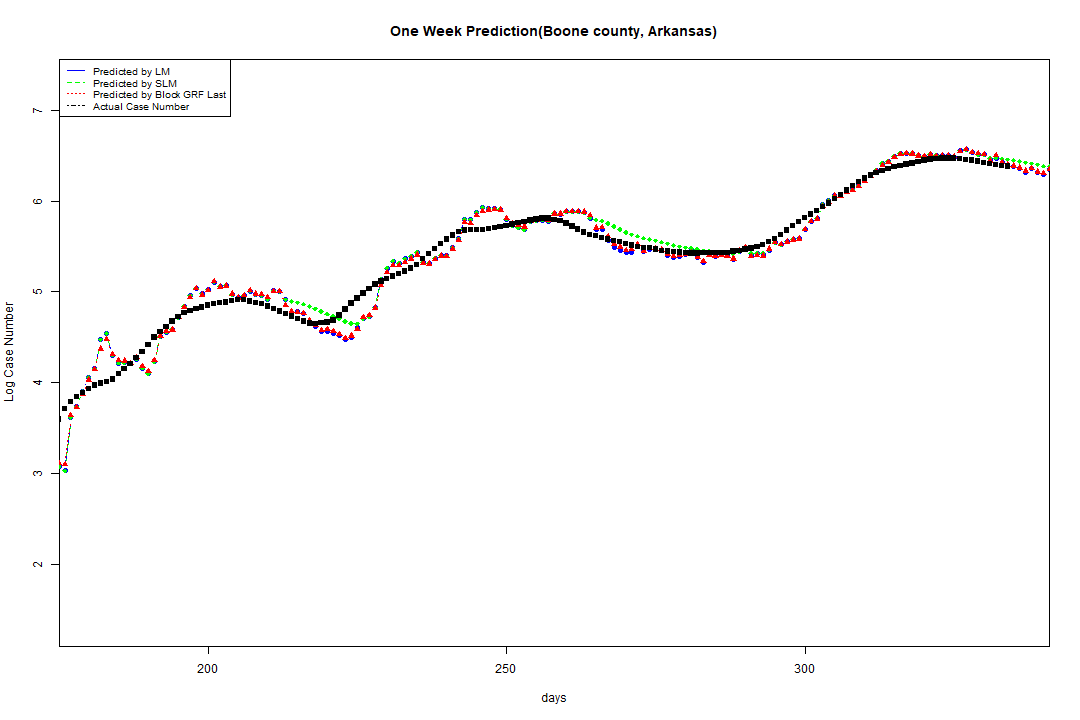 One Week Prediction(Boone county, Arkansas)
Predicted by LM
Predicted by SLM
Predicted by Block GRF Last
Actual Case Number
7
6
5
4
3
2
Log Case Number
200 250 300
days